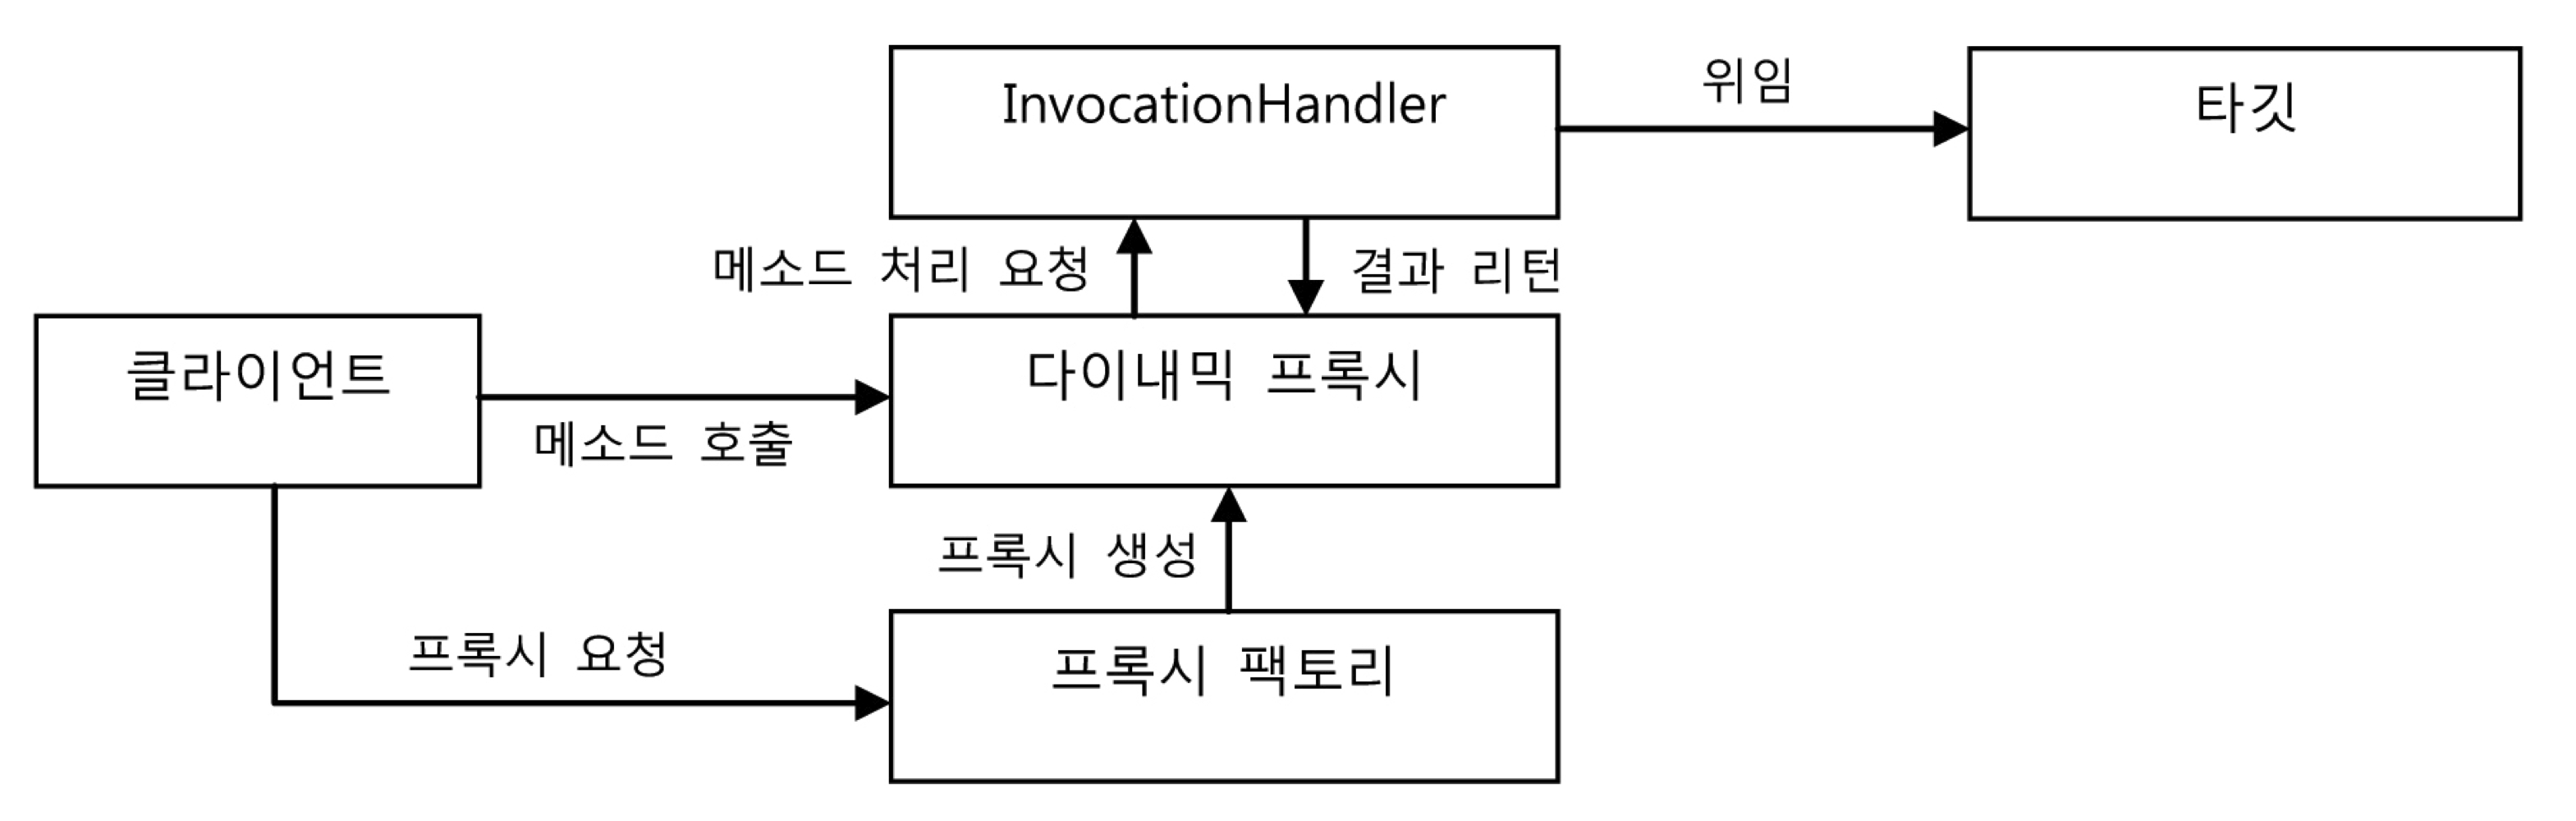 InvocationHandler
위임
타깃
메소드 처리 요청
결과 리턴
클라이언트
다이내믹 프록시
메소드 호출
프록시 생성
프록시 요청
프록시 팩토리